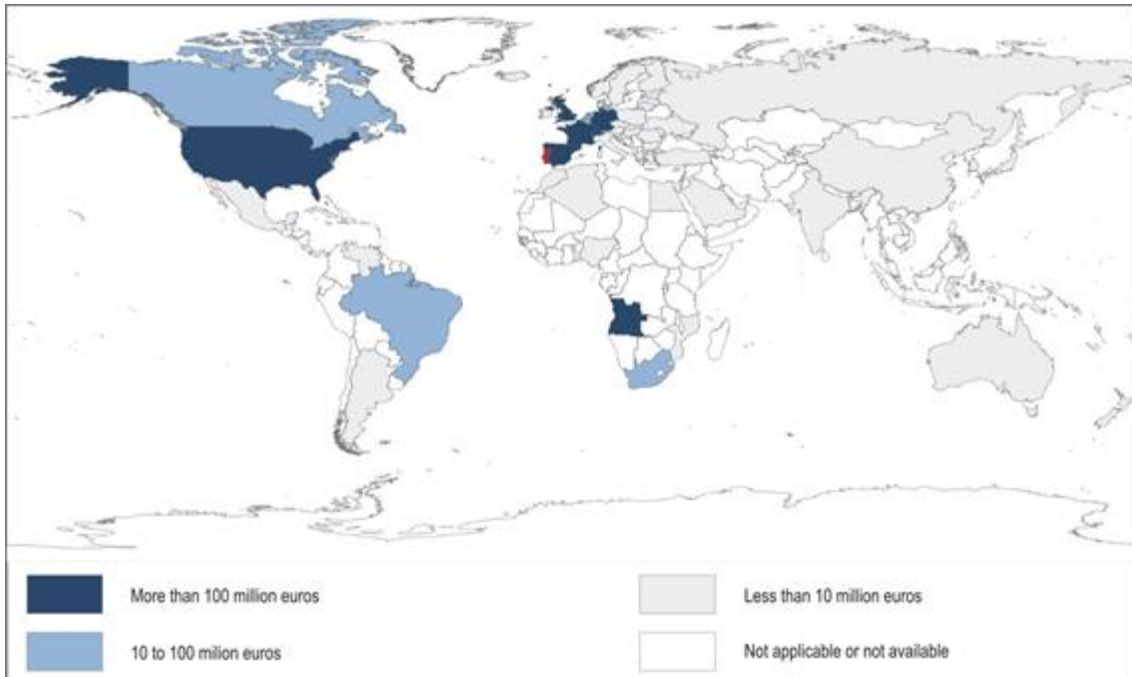 More than 100 million euros
Less than 10 million euros
10 to 100 milion euros
Not applicable or not available